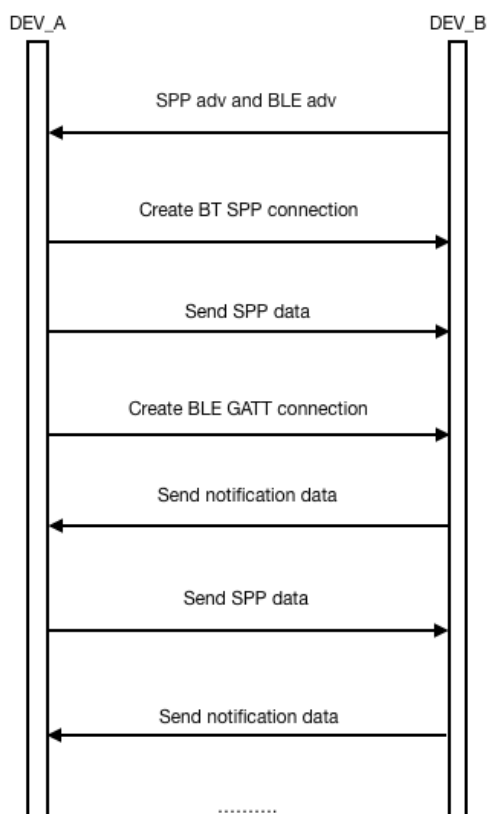 DEV_A
DEV_B
SPP adv and BLE adv
Create BT SPP connection
Send SPP data
Create BLE GATT connection
Send notification data
Send SPP data
Send notification data
..........